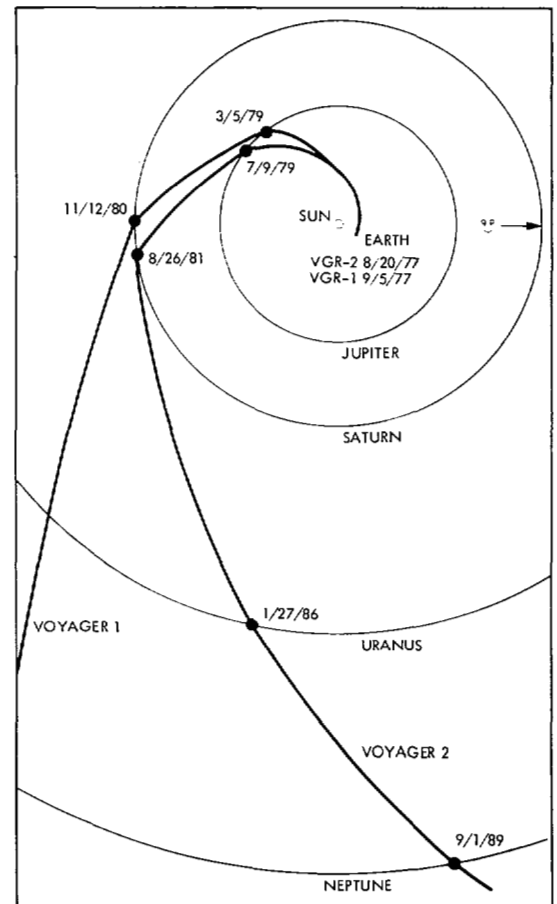 3/5/79
7/9/79
11/12/80
8/26/81
SUN
EARTH
VGR-2 8/20/77
VGR-1 9/5/77
JUPITER
SATURN
1/27/86
VOYAGER 1
URANUS
VOYAGER 2
9/1/89
NEPTUNE